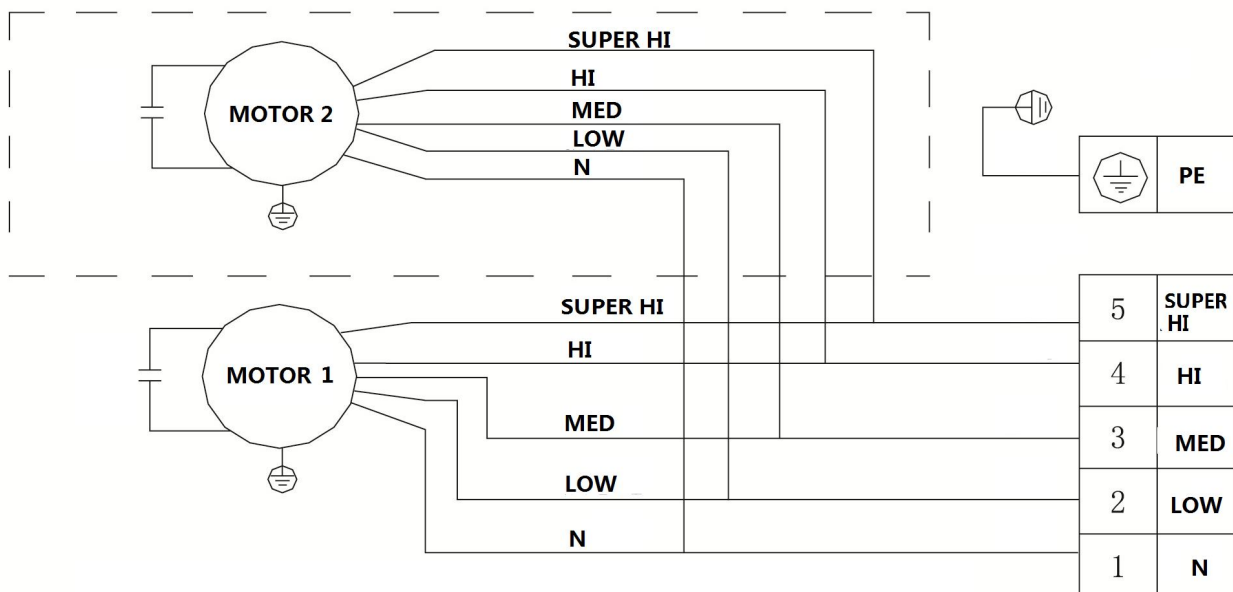 SUPER HI
HI
MOTOR 2
MED
LOW
N
PE
SUPER HI
5 SUPER
HI
HI
MOTOR 1
4 HI
MED
3 MED
LOW
2 LOW
N
1 N